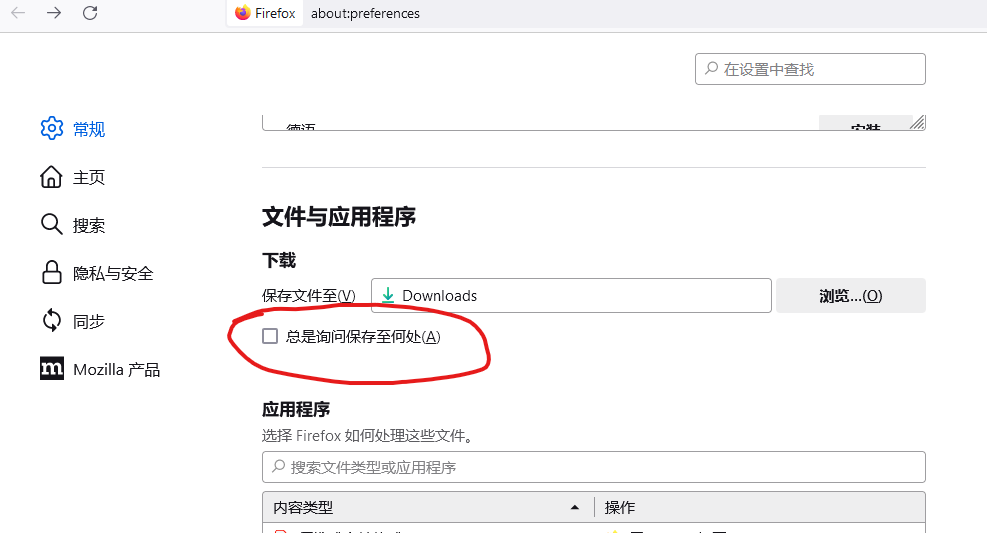 Firefox about:preferences
在设置中查找
常规
主页
搜索
隐私与安全
同步
Mozilla 产品
德语 安装
文件与应用程序
下载
保存文件至(V) Downloads 浏览...(O)
总是询问保存至何处(A)
应用程序
选择 Firefox 如何处理这些文件。
搜索文件类型或应用程序
内容类型 操作